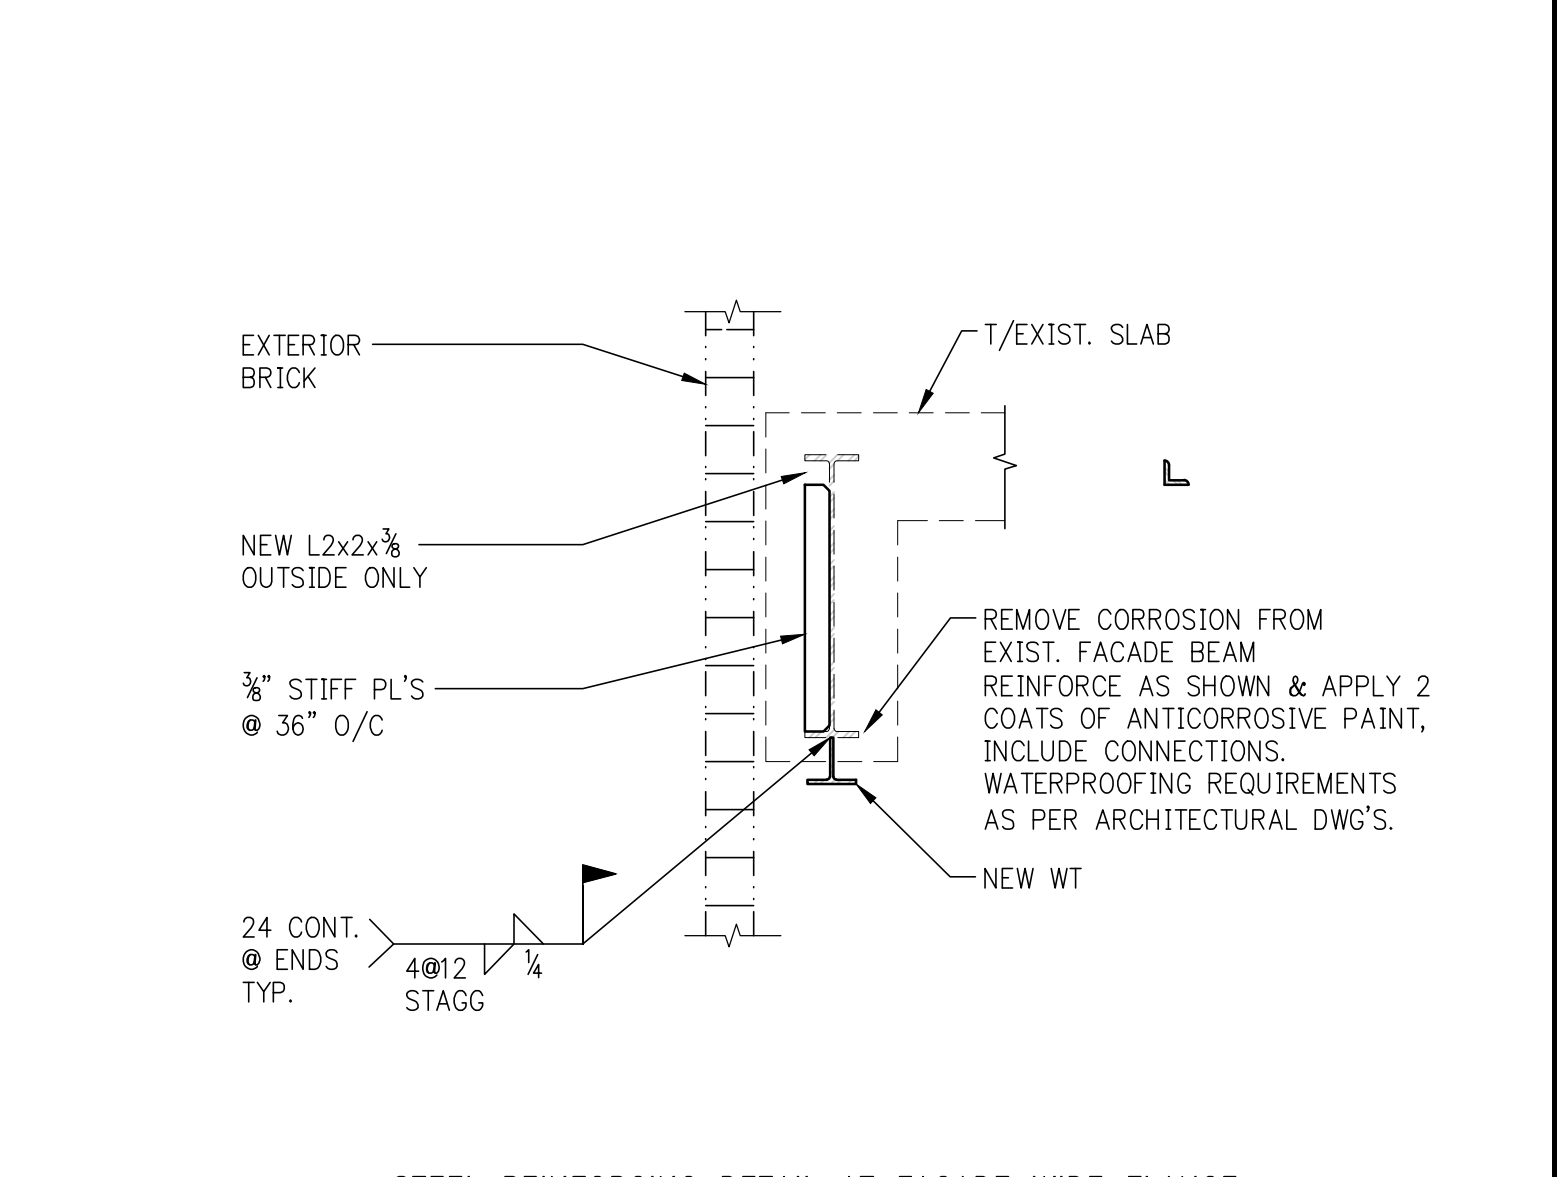 EXTERIOR
BRICK
T/EXIST. SLAB
NEW L2x2x⅜
OUTSIDE ONLY
⅜" STIFF PL'S
@ 36" O/C
REMOVE CORROSION FROM
EXIST. FACADE BEAM
REINFORCE AS SHOWN & APPLY 2
COATS OF ANTICORROSIVE PAINT,
INCLUDE CONNECTIONS.
WATERPROOFING REQUIREMENTS
AS PER ARCHITECTURAL DWG'S.
NEW WT
24 CONT.
@ ENDS
TYP.
4@12
STAGG
¼